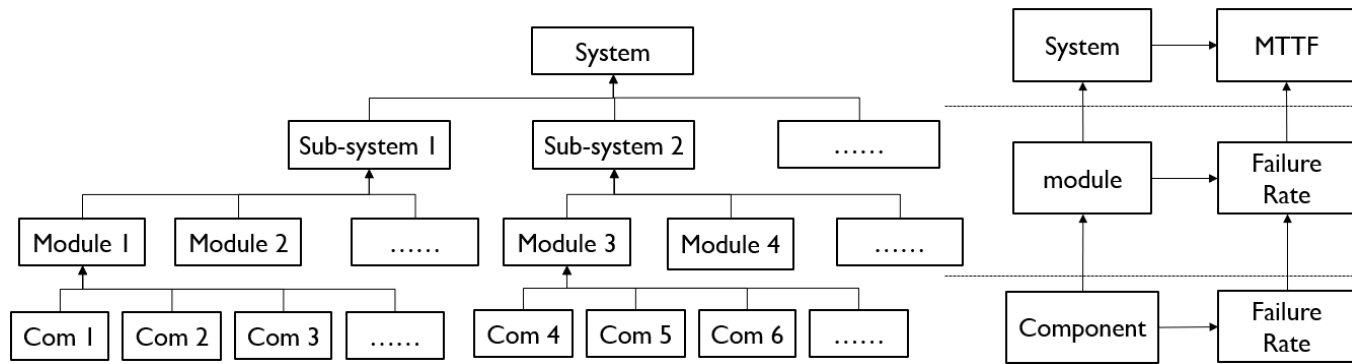 System
Sub-system 1
Sub-system 2
......
Module 1
Module 2
......
Module 3
Module 4
......
Com 1
Com 2
Com 3
......
Com 4
Com 5
Com 6
......
System
MTTF
module
Failure
Rate
Component
Failure
Rate